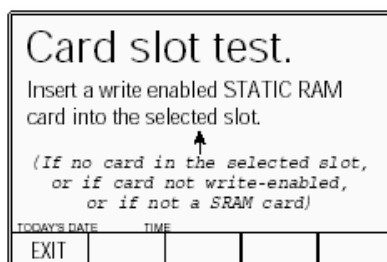 Card slot test.
Insert a write enabled STATIC RAM
card into the selected slot.
(If no card in the selected slot,
or if card not write-enabled,
or if not a SRAM card)
TODAY'S DATE TIME
EXIT